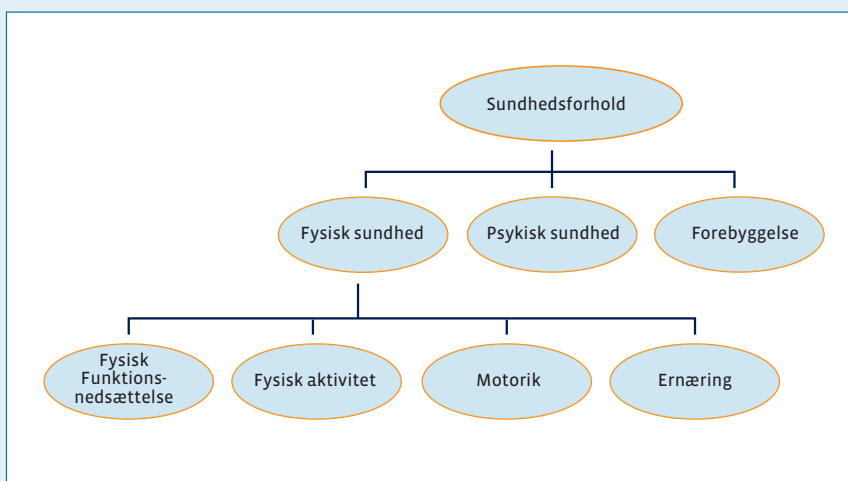 Sundhedsforhold
Fysisk sundhed
Psykisk sundhed
Forebyggelse
Fysisk
Funktions-
nedsættelse
Fysisk aktivitet
Motorik
Ernæring